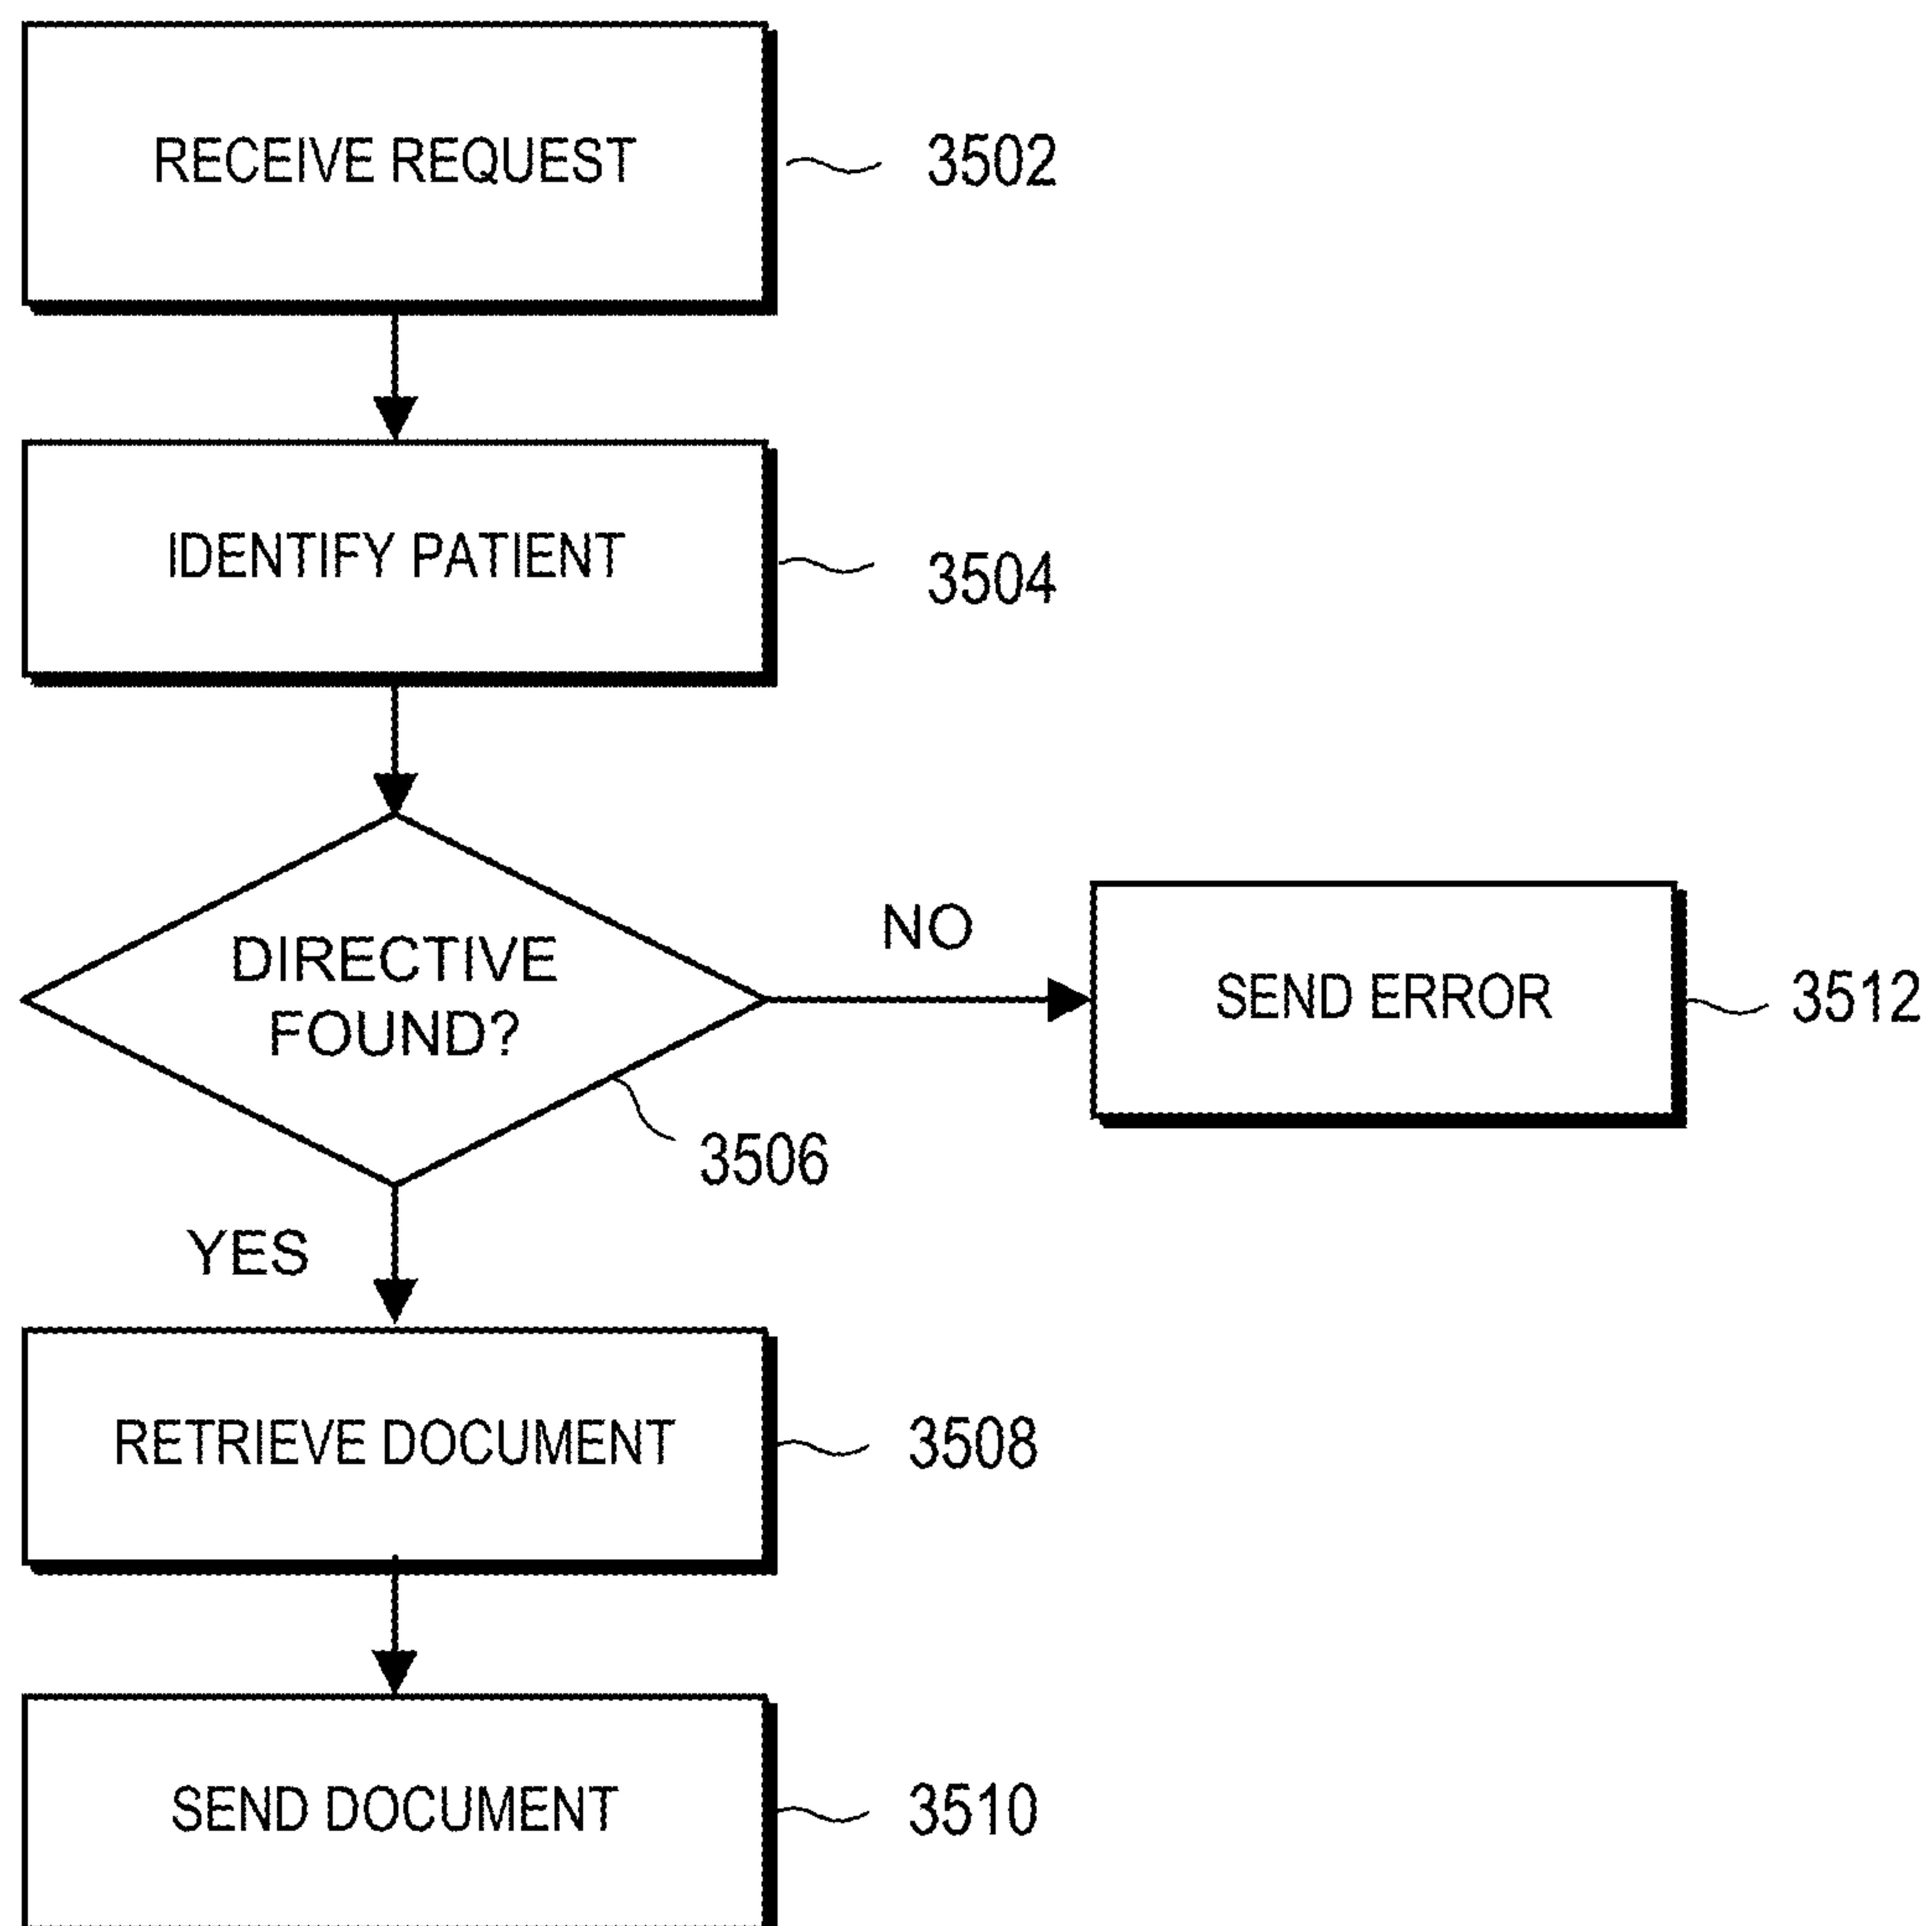 RECEIVE REQUEST
3502
IDENTIFY PATIENT
3504
DIRECTIVE
FOUND?
3506
NO
SEND ERROR
3512
YES
RETRIEVE DOCUMENT
3508
SEND DOCUMENT
3510